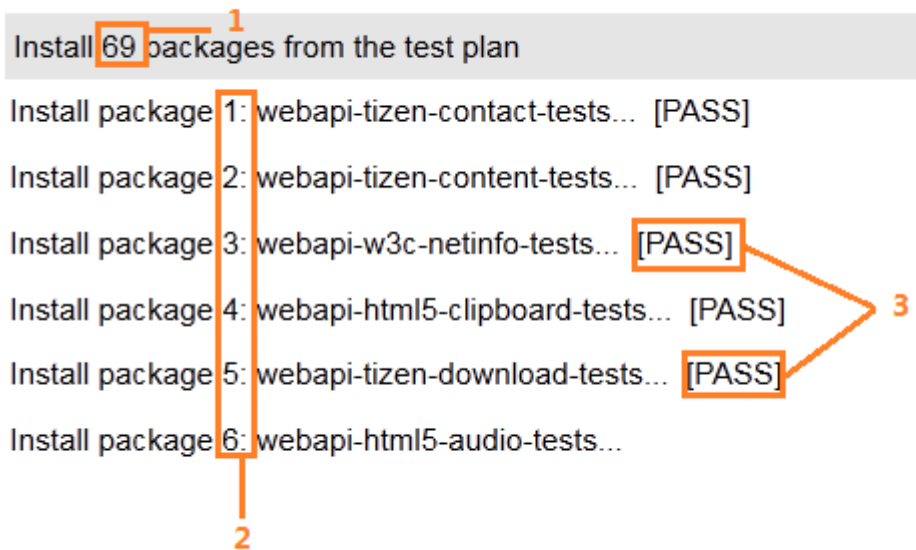 1
Install 69 packages from the test plan
Install package 1: webapi-tizen-contact-tests... [PASS]
Install package 2: webapi-tizen-content-tests... [PASS]
Install package 3: webapi-w3c-netinfo-tests... [PASS]
Install package 4: webapi-html5-clipboard-tests... [PASS]
3
Install package 5: webapi-tizen-download-tests... [PASS]
Install package 6: webapi-html5-audio-tests...
2